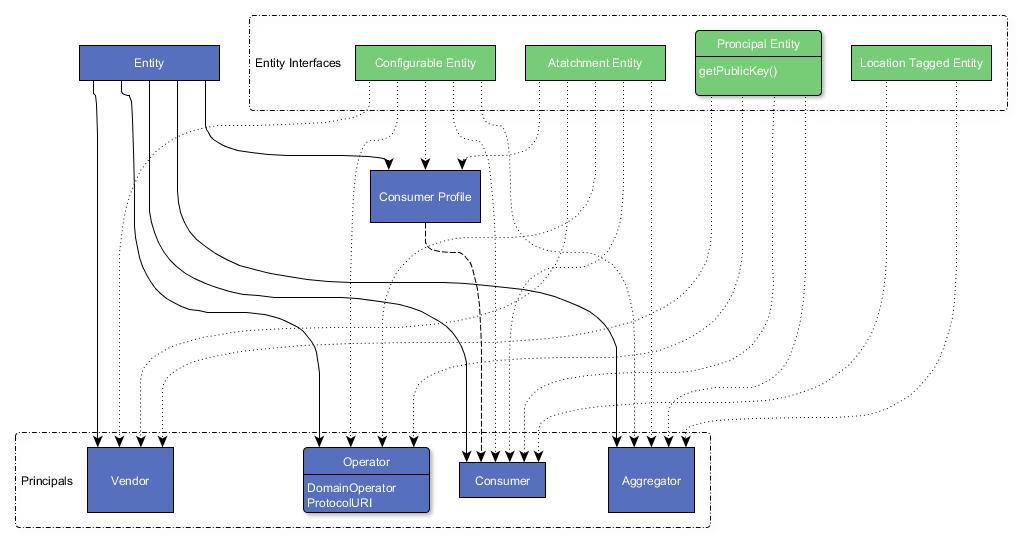 Entity
Entity Interfaces
Configurable Entity
Atatchment Entity
Proncipal Entity
getPublicKey()
Location Tagged Entity
Consumer Profile
Principals
Vendor
Operator
DomainOperator
ProtocolURI
Consumer
Aggregator